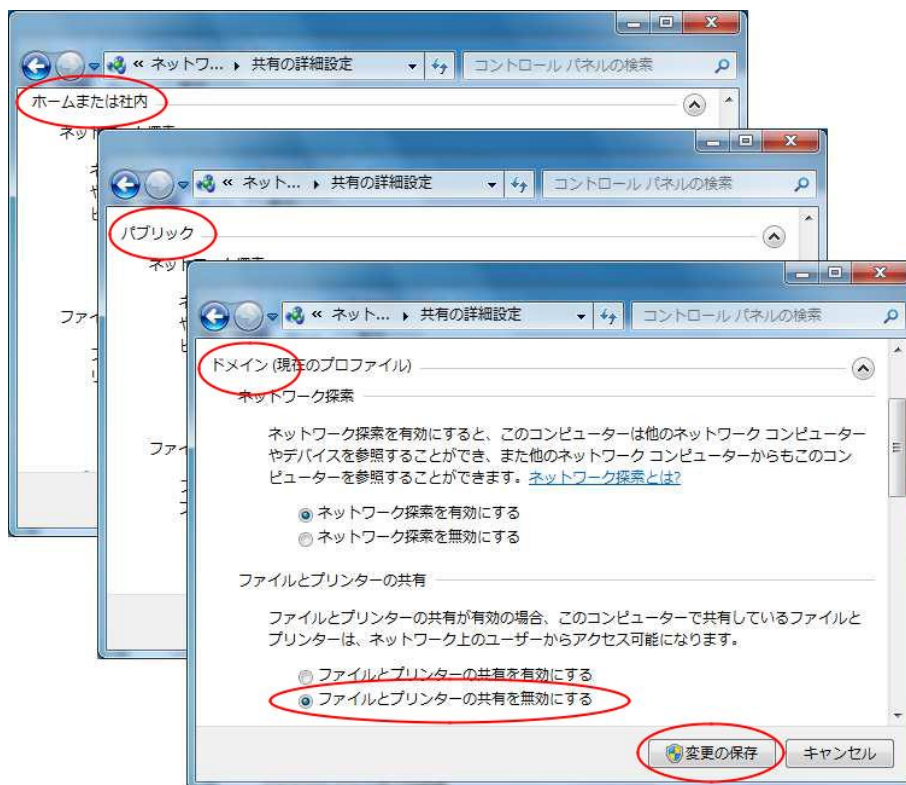 « ネットワ... ▸ 共有の詳細設定
コントロール パネルの検索
ホームまたは社内
« ネット... ▸ 共有の詳細設定
コントロール パネルの検索
パブリック
« ネット... ▸ 共有の詳細設定
コントロール パネルの検索
ドメイン (現在のプロファイル)
ネットワーク探索
ネットワーク探索を有効にすると、このコンピューターは他のネットワーク コンピューター
やデバイスを参照することができ、また他のネットワーク コンピューターからもこのコン
ピューターを参照することができます。 ネットワーク探索とは?
ネットワーク探索を有効にする
ネットワーク探索を無効にする
ファイルとプリンターの共有
ファイルとプリンターの共有が有効の場合、このコンピューターで共有しているファイルと
プリンターは、ネットワーク上のユーザーからアクセス可能になります。
ファイルとプリンターの共有を有効にする
ファイルとプリンターの共有を無効にする
変更の保存
キャンセル